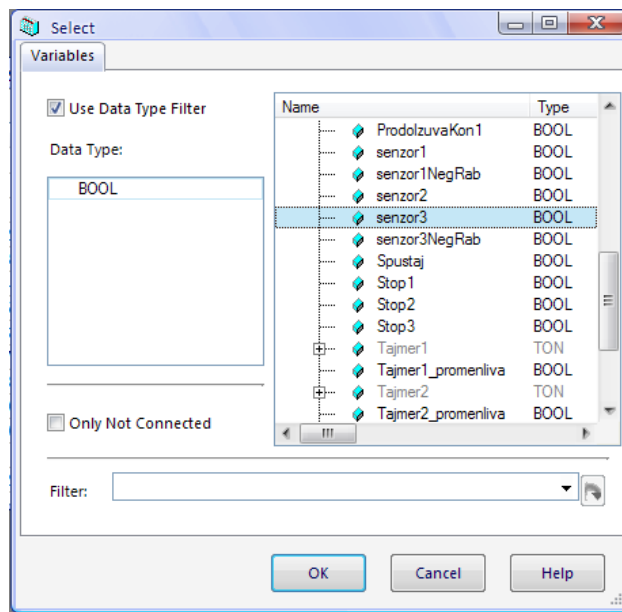 Select
Variables
Use Data Type Filter
Data Type:
BOOL
Only Not Connected
Name Type
ProdolzuvaKon1 BOOL
senzor1 BOOL
senzor1NegRab BOOL
senzor2 BOOL
senzor3 BOOL
senzor3NegRab BOOL
Spustaj BOOL
Stop1 BOOL
Stop2 BOOL
Stop3 BOOL
Tajmer1 TON
Tajmer1_promenliva BOOL
Tajmer2 TON
Tajmer2_promenliva BOOL
Filter:
OK Cancel Help